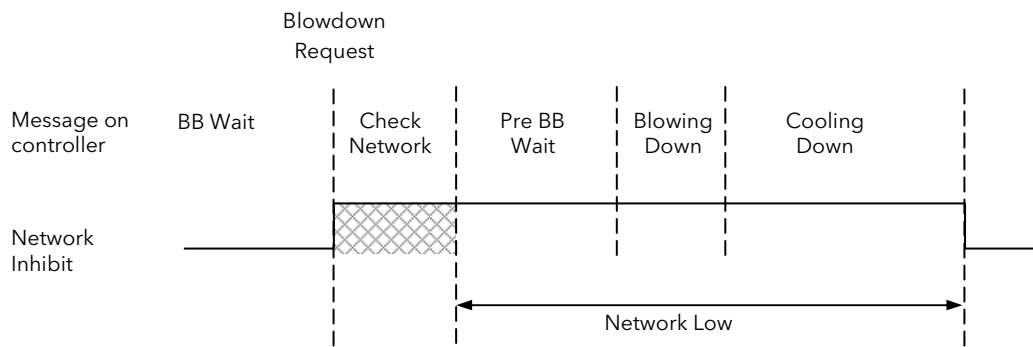 Blowdown
Request
Message on
controller
BB Wait
Check
Network
Pre BB
Wait
Blowing
Down
Cooling
Down
Network
Inhibit
Network Low